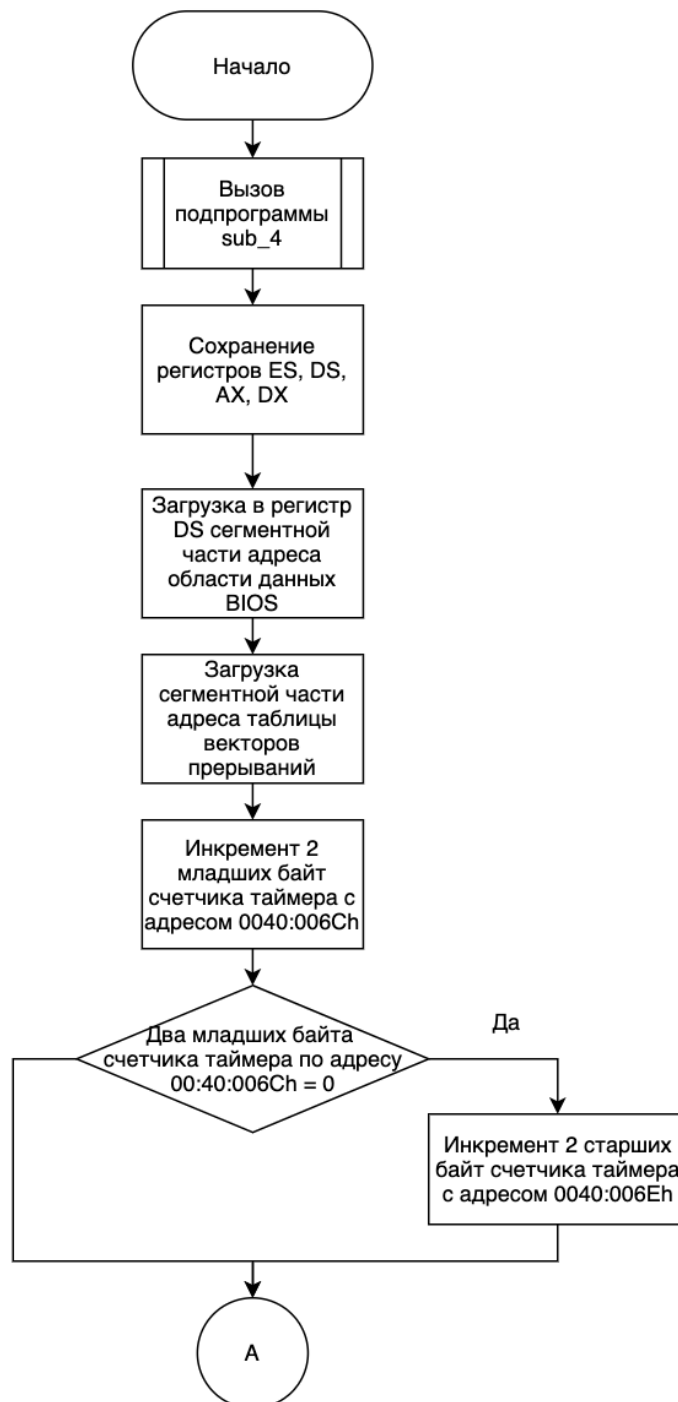 Начало
Вызов
подпрограммы
sub_4
Сохранение
регистров ES, DS,
AX, DX
Загрузка в регистр
DS сегментной
части адреса
области данных
BIOS
Загрузка
сегментной части
адреса таблицы
векторов
прерываний
Инкремент 2
младших байт
счетчика таймера с
адресом 0040:006Ch
Два младших байта
счетчика таймера по адресу
00:40:006Ch = 0
Да
Инкремент 2 старших
байт счетчика таймера
с адресом 0040:006Eh
А